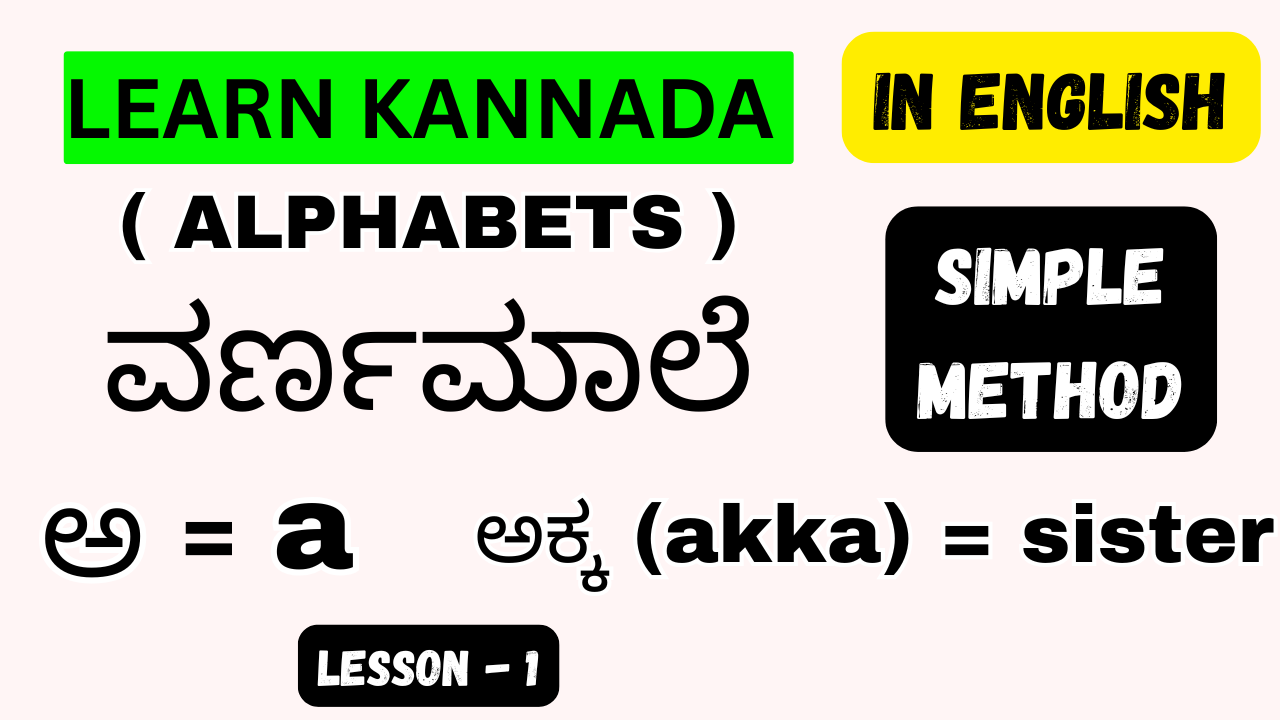 LEARN KANNADA
IN ENGLISH
( ALPHABETS )
SIMPLE
METHOD
ವರ್ಣಮಾಲೆ
ಅ = a
ಅಕ್ಕ (akka) = sister
LESSON - 1